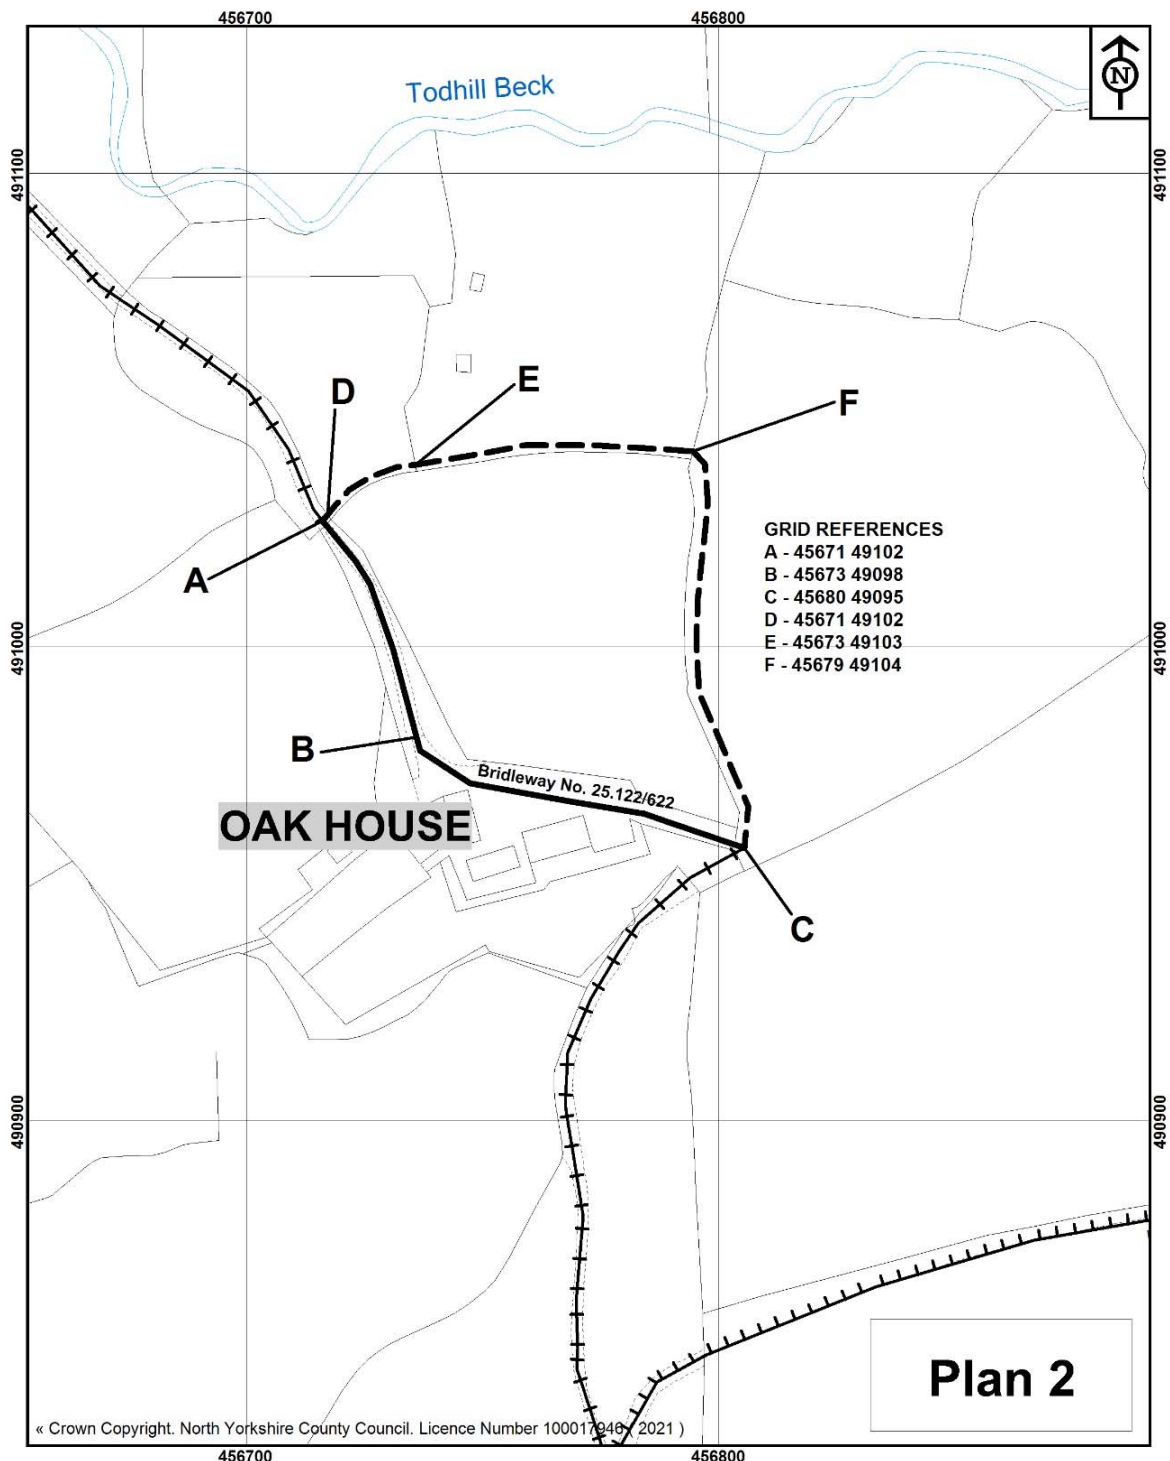 456700
456800
N
Todhill Beck
491100
491100
D
E
F
A
GRID REFERENCES
A - 45671 49102
B - 45673 49098
C - 45680 49095
D - 45671 49102
E - 45673 49103
F - 45679 49104
491000
491000
B
Bridleway No. 25.122/622
OAK HOUSE
C
490900
490900
Plan 2
« Crown Copyright. North Yorkshire County Council. Licence Number 100017946 ( 2021 )
456700
456800